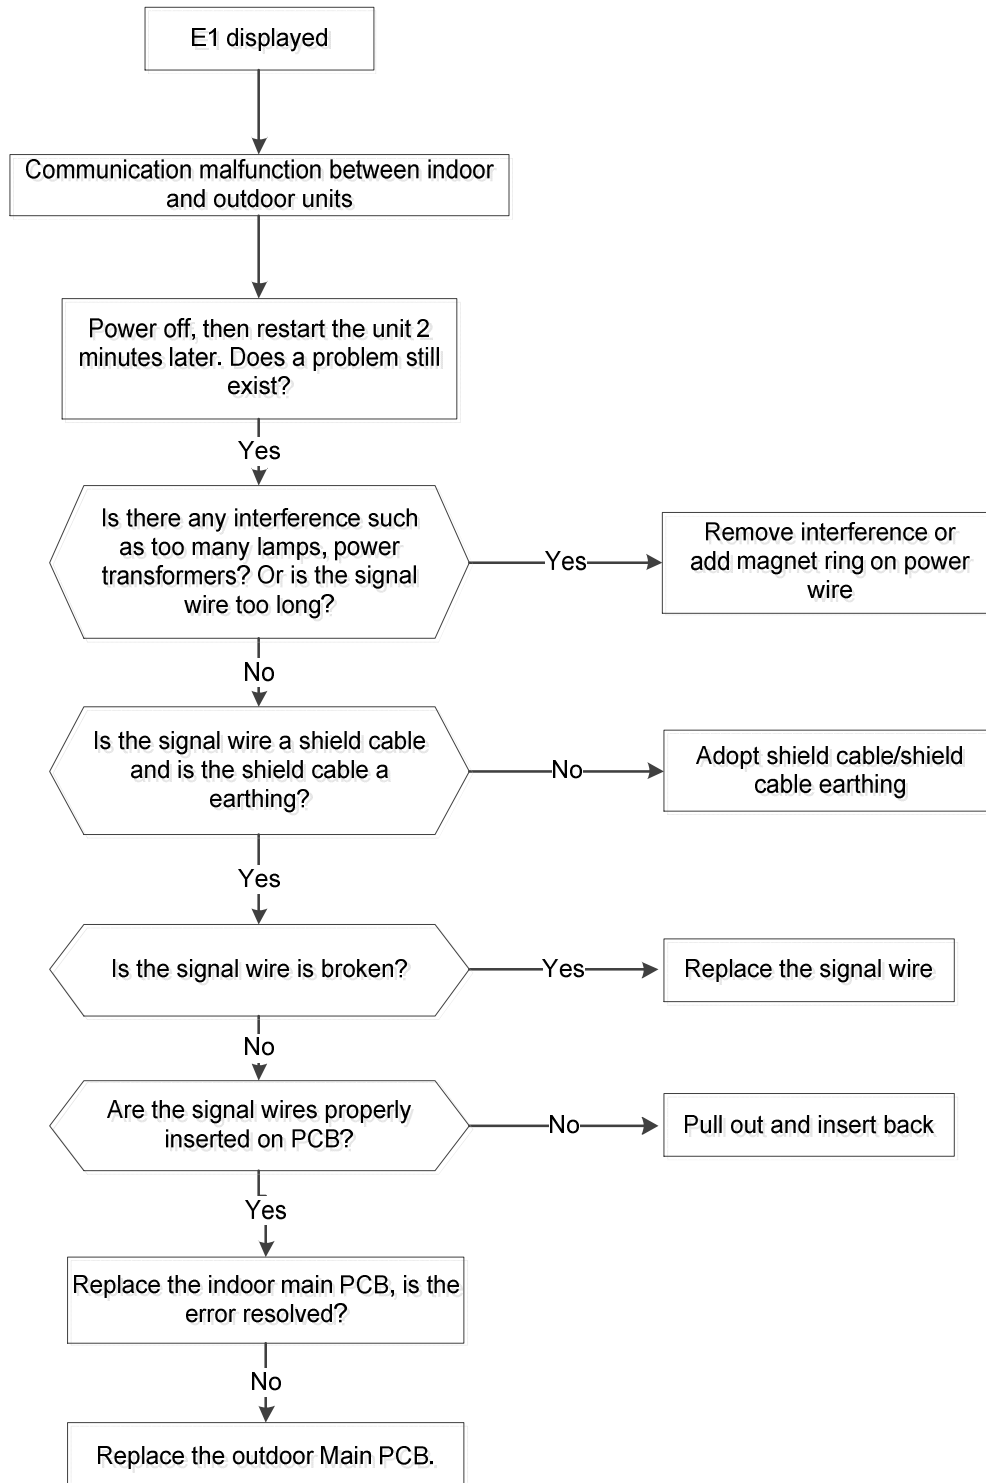 E1 displayed
Communication malfunction between indoor
and outdoor units
Power off, then restart the unit 2
minutes later. Does a problem still
exist?
Yes
Is there any interference such
as too many lamps, power
transformers? Or is the signal
wire too long?
Yes
Remove interference or
add magnet ring on power
wire
No
Is the signal wire a shield cable
and is the shield cable a
earthing?
No
Adopt shield cable/shield
cable earthing
Yes
Is the signal wire is broken?
Yes
Replace the signal wire
No
Are the signal wires properly
inserted on PCB?
No
Pull out and insert back
Yes
Replace the indoor main PCB, is the
error resolved?
No
Replace the outdoor Main PCB.